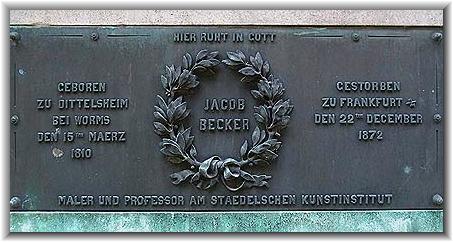 HIER RUHT IN GOTT
GEBOREN
ZU DITTELSHEIM
BEI WORMS
DEN 15TEN MAERZ
1810
JACOB
BECKER
GESTORBEN
ZU FRANKFURT
DEN 22TEN DECEMBER
1872
MALER UND PROFESSOR AM STAEDELSCHEN KUNSTINSTITUT